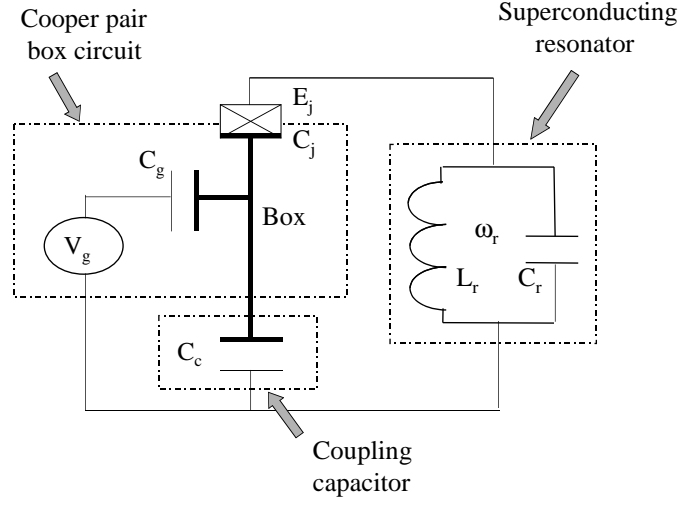 Cooper pair
box circuit
Superconducting
resonator
E_j
C_j
C_g
Box
V_g
ω_r
L_r
C_r
C_c
Coupling
capacitor